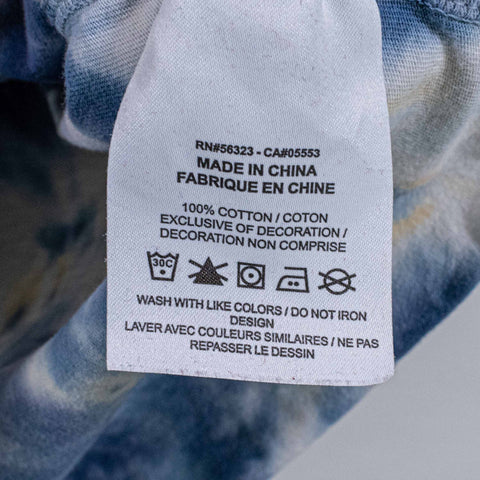 RN#56323 - CA#05553
MADE IN CHINA
FABRIQUE EN CHINE
100% COTTON / COTON
EXCLUSIVE OF DECORATION /
DECORATION NON COMPRISE
30C
WASH WITH LIKE COLORS / DO NOT IRON
DESIGN
LAVER AVEC COULEURS SIMILAIRES / NE PAS
REPASSER LE DESSIN